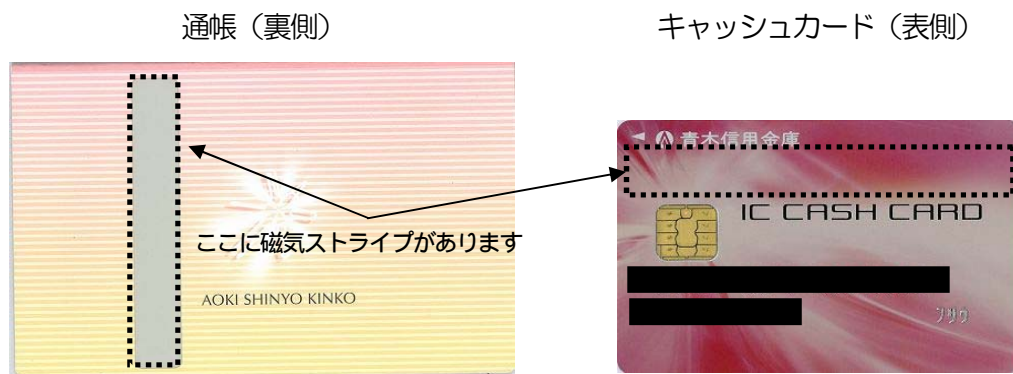 通帳（裏側）
キャッシュカード（表側）
青木信用金庫
IC CASH CARD
ここに磁気ストライプがあります
AOKI SHINYO KINKO